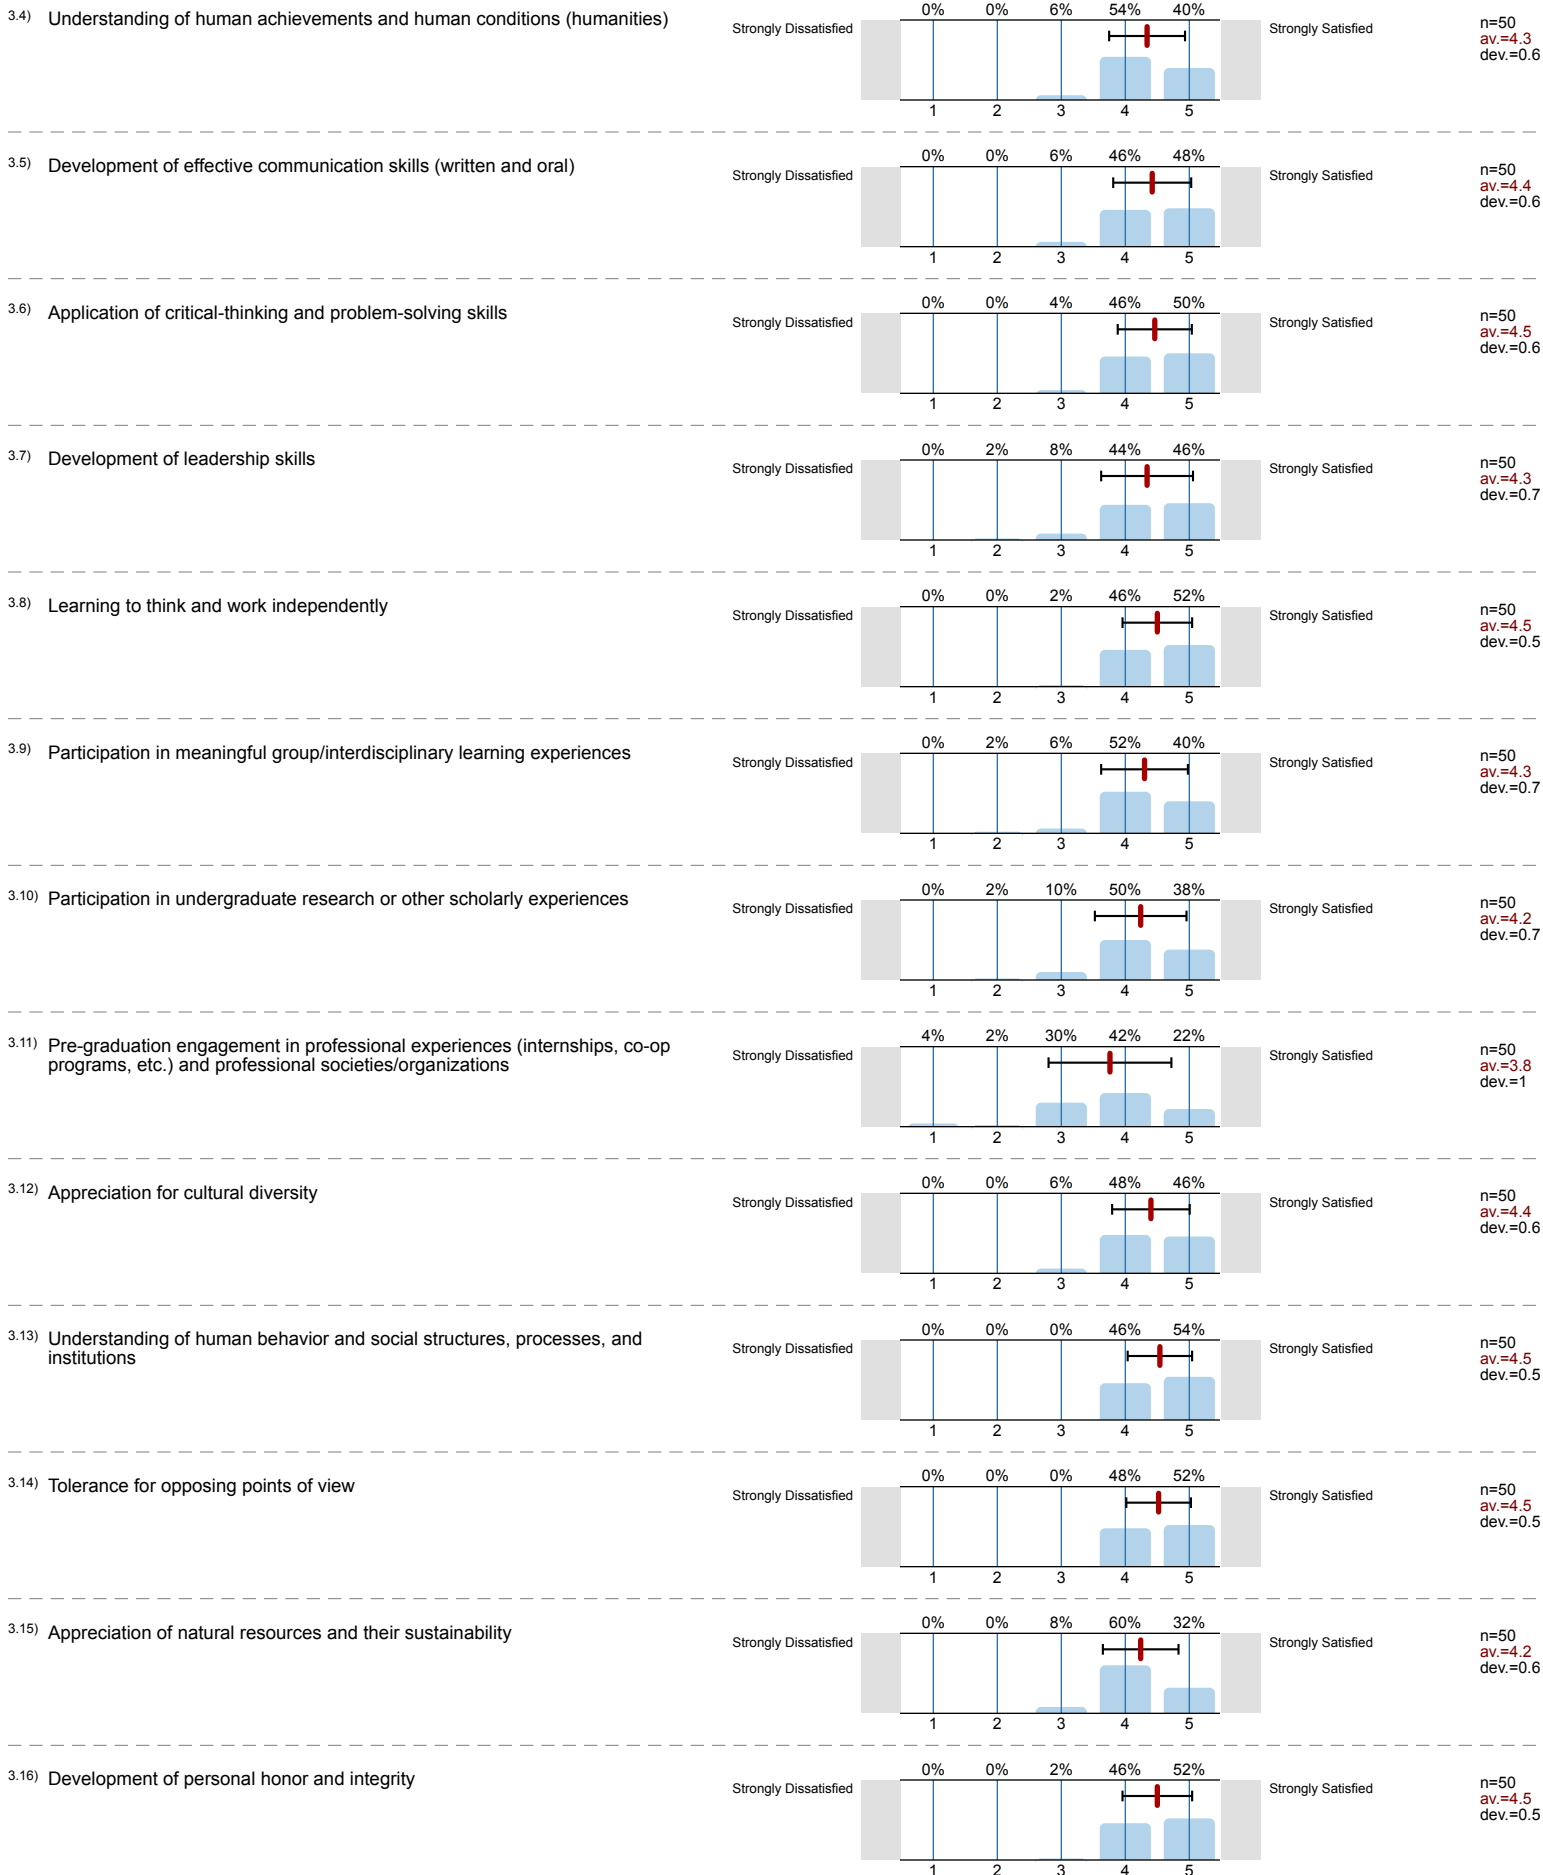 3.4) Understanding of human achievements and human conditions (humanities)
0% 0% 6% 54% 40%
Strongly Dissatisfied Strongly Satisfied
n=50
av.=4.3
dev.=0.6
1 2 3 4 5
3.5) Development of effective communication skills (written and oral)
0% 0% 6% 46% 48%
Strongly Dissatisfied Strongly Satisfied
n=50
av.=4.4
dev.=0.6
1 2 3 4 5
3.6) Application of critical-thinking and problem-solving skills
0% 0% 4% 46% 50%
Strongly Dissatisfied Strongly Satisfied
n=50
av.=4.5
dev.=0.6
1 2 3 4 5
3.7) Development of leadership skills
0% 2% 8% 44% 46%
Strongly Dissatisfied Strongly Satisfied
n=50
av.=4.3
dev.=0.7
1 2 3 4 5
3.8) Learning to think and work independently
0% 0% 2% 46% 52%
Strongly Dissatisfied Strongly Satisfied
n=50
av.=4.5
dev.=0.5
1 2 3 4 5
3.9) Participation in meaningful group/interdisciplinary learning experiences
0% 2% 6% 52% 40%
Strongly Dissatisfied Strongly Satisfied
n=50
av.=4.3
dev.=0.7
1 2 3 4 5
3.10) Participation in undergraduate research or other scholarly experiences
0% 2% 10% 50% 38%
Strongly Dissatisfied Strongly Satisfied
n=50
av.=4.2
dev.=0.7
1 2 3 4 5
3.11) Pre-graduation engagement in professional experiences (internships, co-op
programs, etc.) and professional societies/organizations
4% 2% 30% 42% 22%
Strongly Dissatisfied Strongly Satisfied
n=50
av.=3.8
dev.=1
1 2 3 4 5
3.12) Appreciation for cultural diversity
0% 0% 6% 48% 46%
Strongly Dissatisfied Strongly Satisfied
n=50
av.=4.4
dev.=0.6
1 2 3 4 5
3.13) Understanding of human behavior and social structures, processes, and
institutions
0% 0% 0% 46% 54%
Strongly Dissatisfied Strongly Satisfied
n=50
av.=4.5
dev.=0.5
1 2 3 4 5
3.14) Tolerance for opposing points of view
0% 0% 0% 48% 52%
Strongly Dissatisfied Strongly Satisfied
n=50
av.=4.5
dev.=0.5
1 2 3 4 5
3.15) Appreciation of natural resources and their sustainability
0% 0% 8% 60% 32%
Strongly Dissatisfied Strongly Satisfied
n=50
av.=4.2
dev.=0.6
1 2 3 4 5
3.16) Development of personal honor and integrity
0% 0% 2% 46% 52%
Strongly Dissatisfied Strongly Satisfied
n=50
av.=4.5
dev.=0.5
1 2 3 4 5